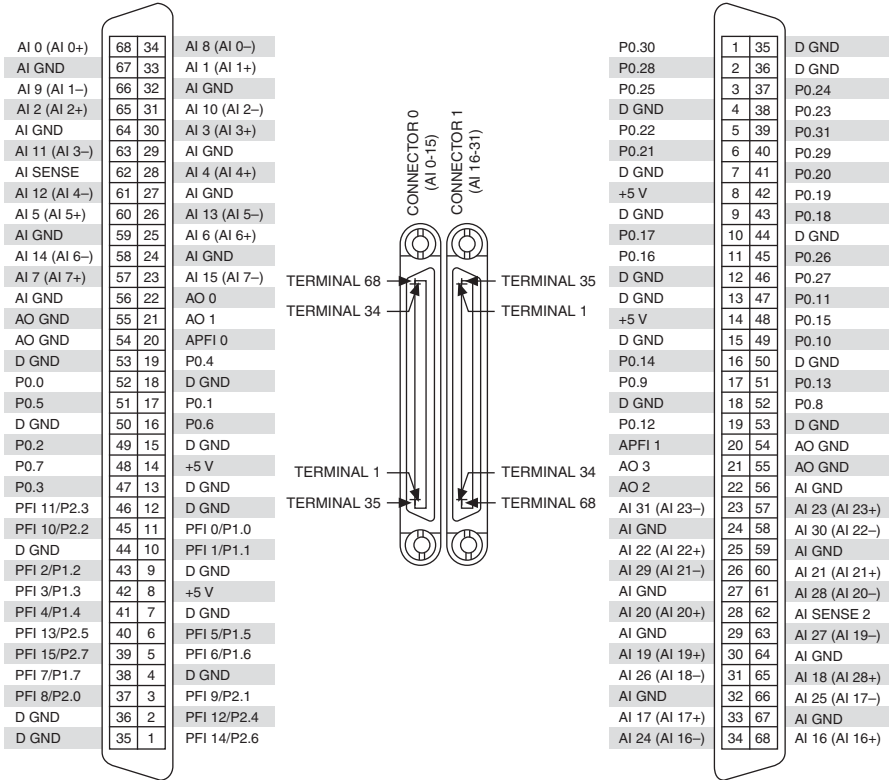 AI 0 (AI 0+) 68 34 AI 8 (AI 0–)
AI GND 67 33 AI 1 (AI 1+)
AI 9 (AI 1–) 66 32 AI GND
AI 2 (AI 2+) 65 31 AI 10 (AI 2–)
AI GND 64 30 AI 3 (AI 3+)
AI 11 (AI 3–) 63 29 AI GND
AI SENSE 62 28 AI 4 (AI 4+)
AI 12 (AI 4–) 61 27 AI GND
AI 5 (AI 5+) 60 26 AI 13 (AI 5–)
AI GND 59 25 AI 6 (AI 6+)
AI 14 (AI 6–) 58 24 AI GND
AI 7 (AI 7+) 57 23 AI 15 (AI 7–)
AI GND 56 22 AO 0
AO GND 55 21 AO 1
AO GND 54 20 APFI 0
D GND 53 19 P0.4
P0.0 52 18 D GND
P0.5 51 17 P0.1
D GND 50 16 P0.6
P0.2 49 15 D GND
P0.7 48 14 +5 V
P0.3 47 13 D GND
PFI 11/P2.3 46 12 D GND
PFI 10/P2.2 45 11 PFI 0/P1.0
D GND 44 10 PFI 1/P1.1
PFI 2/P1.2 43 9 D GND
PFI 3/P1.3 42 8 +5 V
PFI 4/P1.4 41 7 D GND
PFI 13/P2.5 40 6 PFI 5/P1.5
PFI 15/P2.7 39 5 PFI 6/P1.6
PFI 7/P1.7 38 4 D GND
PFI 8/P2.0 37 3 PFI 9/P2.1
D GND 36 2 PFI 12/P2.4
D GND 35 1 PFI 14/P2.6
CONNECTOR 0
(AI 0-15)
CONNECTOR 1
(AI 16-31)
TERMINAL 68
TERMINAL 34
TERMINAL 35
TERMINAL 1
TERMINAL 1
TERMINAL 35
TERMINAL 34
TERMINAL 68
P0.30 1 35 D GND
P0.28 2 36 D GND
P0.25 3 37 P0.24
D GND 4 38 P0.23
P0.22 5 39 P0.31
P0.21 6 40 P0.29
D GND 7 41 P0.20
+5 V 8 42 P0.19
D GND 9 43 P0.18
P0.17 10 44 D GND
P0.16 11 45 P0.26
D GND 12 46 P0.27
D GND 13 47 P0.11
+5 V 14 48 P0.15
D GND 15 49 P0.10
P0.14 16 50 D GND
P0.9 17 51 P0.13
D GND 18 52 P0.8
P0.12 19 53 D GND
APFI 1 20 54 AO GND
AO 3 21 55 AO GND
AO 2 22 56 AI GND
AI 31 (AI 23–) 23 57 AI 23 (AI 23+)
AI GND 24 58 AI 30 (AI 22–)
AI 22 (AI 22+) 25 59 AI GND
AI 29 (AI 21–) 26 60 AI 21 (AI 21+)
AI GND 27 61 AI 28 (AI 20–)
AI 20 (AI 20+) 28 62 AI SENSE 2
AI GND 29 63 AI 27 (AI 19–)
AI 19 (AI 19+) 30 64 AI GND
AI 26 (AI 18–) 31 65 AI 18 (AI 28+)
AI GND 32 66 AI 25 (AI 17–)
AI 17 (AI 17+) 33 67 AI GND
AI 24 (AI 16–) 34 68 AI 16 (AI 16+)